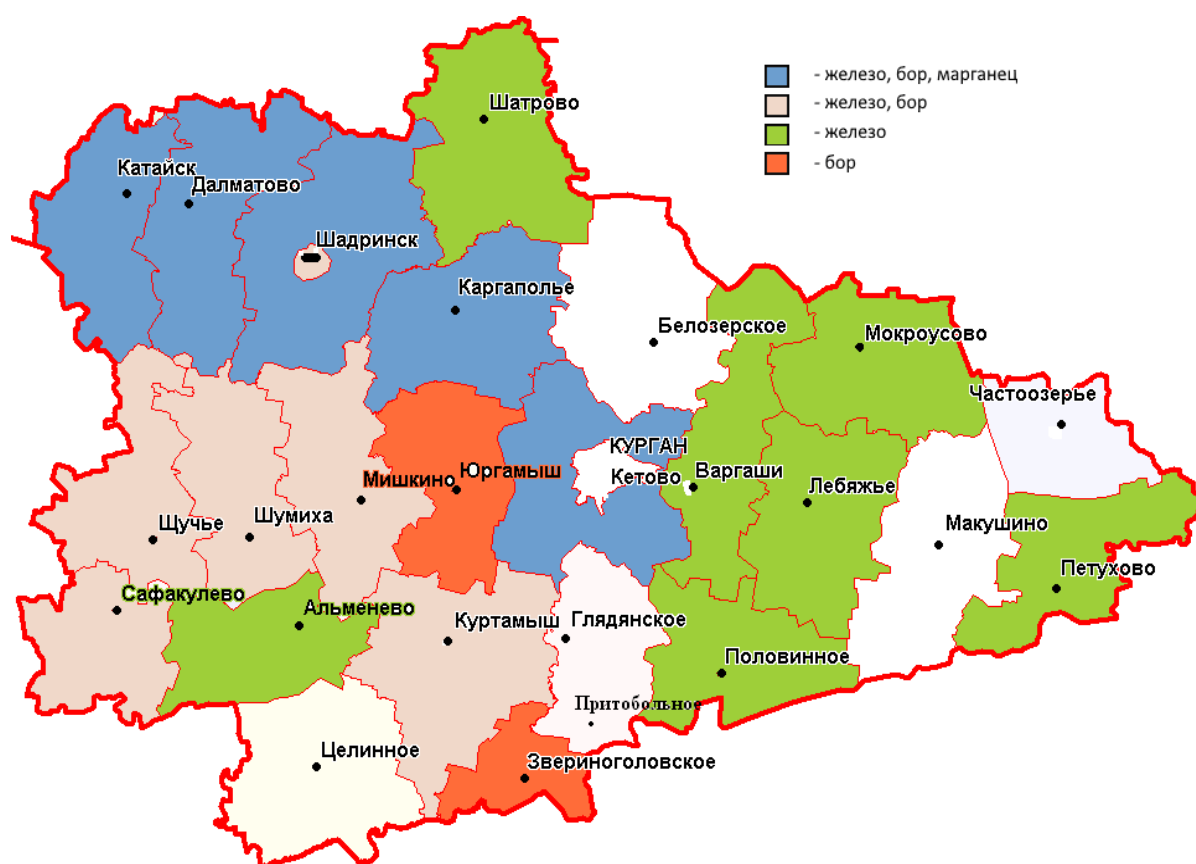 - железо, бор, марганец
- железо, бор
- железо
- бор
Шатрово
Катайск
Далматово
Шадринск
Каргаполье
Белозерское
Мокроусово
Частоозерье
КУРГАН
Кетово
Варгаши
Лебяжье
Макушино
Петухово
Мишкино
Юргамыш
Щучье
Шумиха
Сафакулево
Альменево
Куртамыш
Глядянское
Половинное
Притобольное
Целинное
Звериноголовское